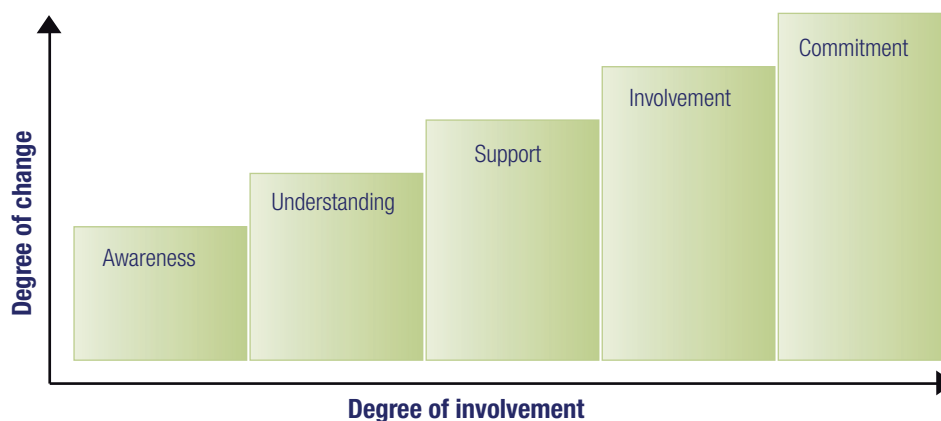 Commitment
Involvement
Support
Understanding
Awareness
Degree of change
Degree of involvement